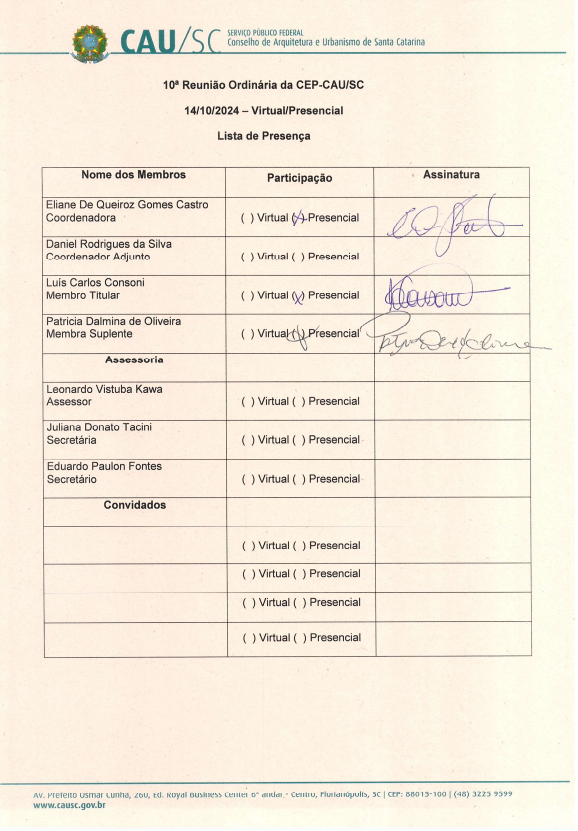 CAU/SC
SERVIÇO PÚBLICO FEDERAL
Conselho de Arquitetura e Urbanismo de Santa Catarina
10ª Reunião Ordinária da CEP-CAU/SC
14/10/2024 – Virtual/Presencial
Lista de Presença
Nome dos Membros Participação Assinatura
Eliane De Queiroz Gomes Castro
Coordenadora ( ) Virtual (X) Presencial
Daniel Rodrigues da Silva
Coordenador Adjunto ( ) Virtual ( ) Presencial
Luís Carlos Consoni
Membro Titular ( ) Virtual (X) Presencial
Patricia Dalmina de Oliveira
Membra Suplente ( ) Virtual (X) Presencial
Assessoria
Leonardo Vistuba Kawa
Assessor ( ) Virtual ( ) Presencial
Juliana Donato Tacini
Secretária ( ) Virtual ( ) Presencial
Eduardo Paulon Fontes
Secretário ( ) Virtual ( ) Presencial
Convidados
( ) Virtual ( ) Presencial
( ) Virtual ( ) Presencial
( ) Virtual ( ) Presencial
( ) Virtual ( ) Presencial
Av. Prefeito Osmar Cunha, 260, Ed. Royal Business Center 6º andar - Centro, Florianópolis, SC | CEP: 88015-100 | (48) 3225 9599
www.causc.gov.br